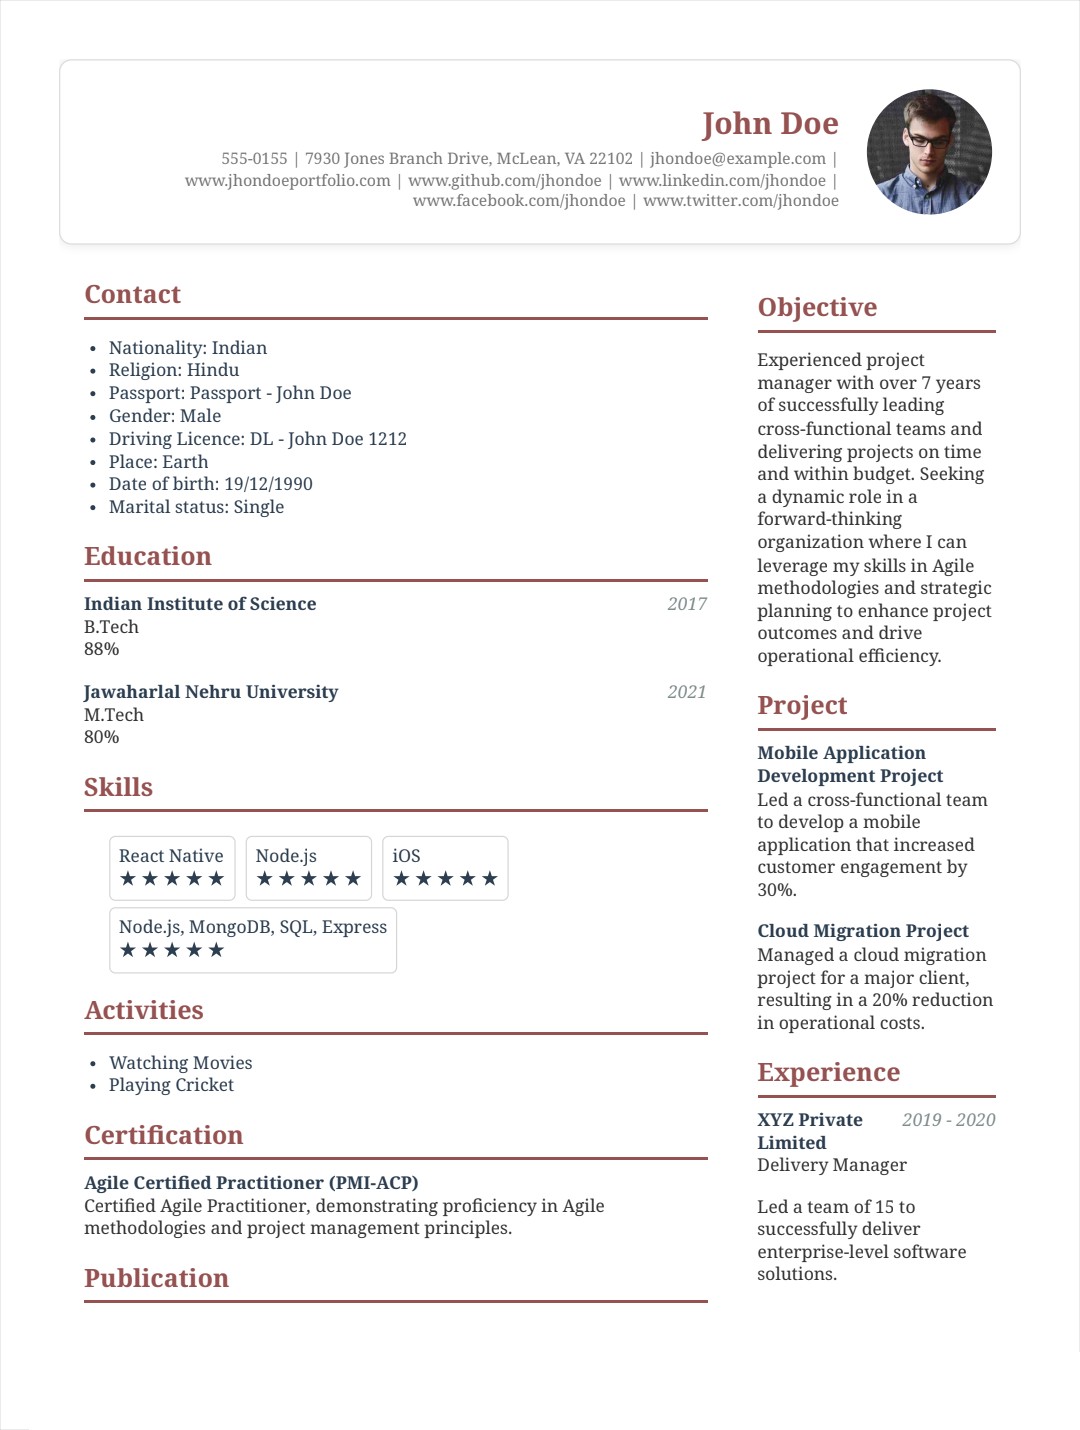 John Doe
555-0155 | 7930 Jones Branch Drive, McLean, VA 22102 | jhondoe@example.com |
www.jhondoeportfolio.com | www.github.com/jhondoe | www.linkedin.com/jhondoe |
www.facebook.com/jhondoe | www.twitter.com/jhondoe
Contact
• Nationality: Indian
• Religion: Hindu
• Passport: Passport - John Doe
• Gender: Male
• Driving Licence: DL - John Doe 1212
• Place: Earth
• Date of birth: 19/12/1990
• Marital status: Single
Education
Indian Institute of Science 2017
B.Tech
88%
Jawaharlal Nehru University 2021
M.Tech
80%
Skills
React Native Node.js iOS
★★★★★ ★★★★★ ★★★★★
Node.js, MongoDB, SQL, Express
★★★★★
Activities
• Watching Movies
• Playing Cricket
Certification
Agile Certified Practitioner (PMI-ACP)
Certified Agile Practitioner, demonstrating proficiency in Agile
methodologies and project management principles.
Publication
Objective
Experienced project
manager with over 7 years
of successfully leading
cross-functional teams and
delivering projects on time
and within budget. Seeking
a dynamic role in a
forward-thinking
organization where I can
leverage my skills in Agile
methodologies and strategic
planning to enhance project
outcomes and drive
operational efficiency.
Project
Mobile Application
Development Project
Led a cross-functional team
to develop a mobile
application that increased
customer engagement by
30%.
Cloud Migration Project
Managed a cloud migration
project for a major client,
resulting in a 20% reduction
in operational costs.
Experience
XYZ Private 2019 - 2020
Limited
Delivery Manager
Led a team of 15 to
successfully deliver
enterprise-level software
solutions.